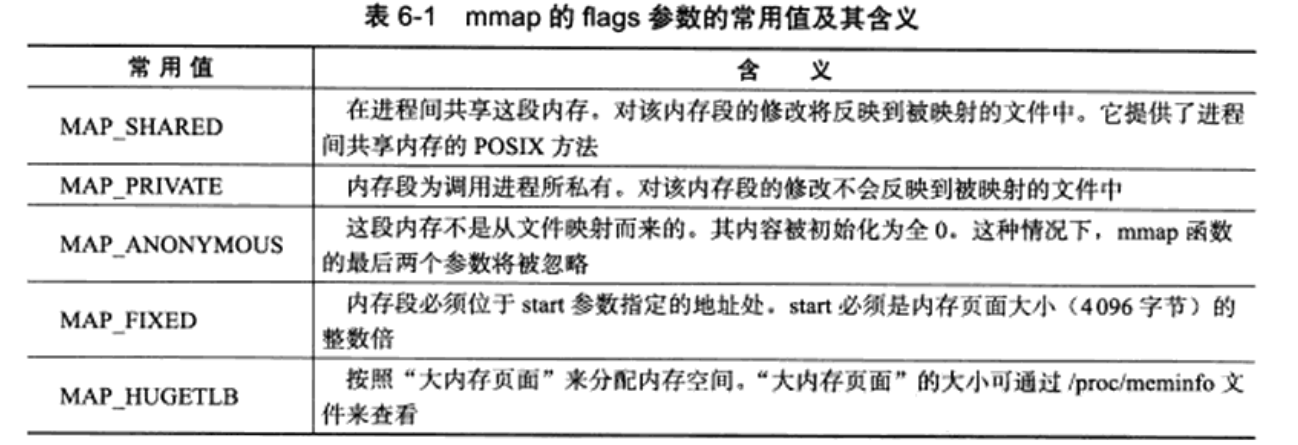 表 6-1 mmap 的 flags 参数的常用值及其含义
常用值 含义
MAP_SHARED 在进程间共享这段内存。对该内存段的修改将反映到被映射的文件中。它提供了进程
间共享内存的 POSIX 方法
MAP_PRIVATE 内存段为调用进程所私有。对该内存段的修改不会反映到被映射的文件中
MAP_ANONYMOUS 这段内存不是从文件映射而来的。其内容被初始化为全 0。这种情况下，mmap 函数
的最后两个参数将被忽略
MAP_FIXED 内存段必须位于 start 参数指定的地址处。start 必须是内存页面大小（4096 字节）的
整数倍
MAP_HUGETLB 按照“大内存页面”来分配内存空间。“大内存页面”的大小可通过 /proc/meminfo 文
件来查看